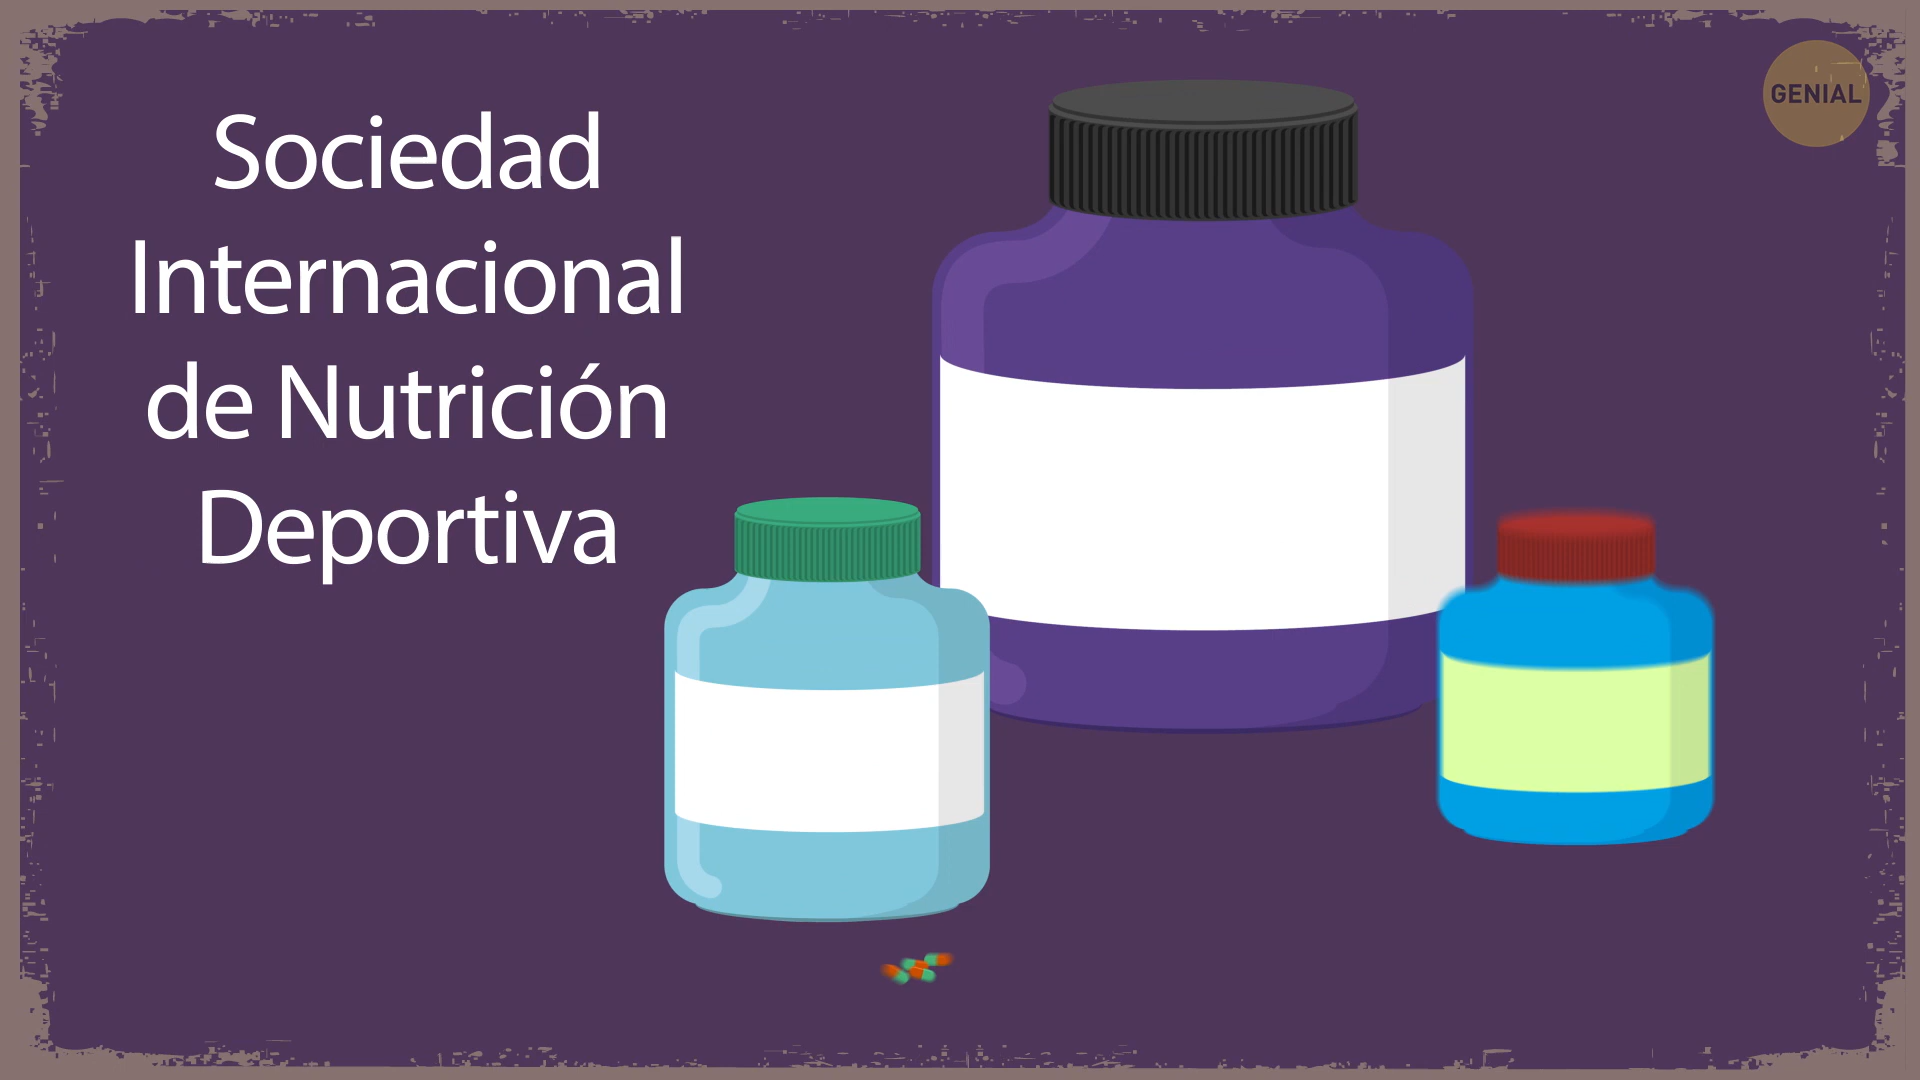 Sociedad
Internacional
de Nutrición
Deportiva
GENIAL